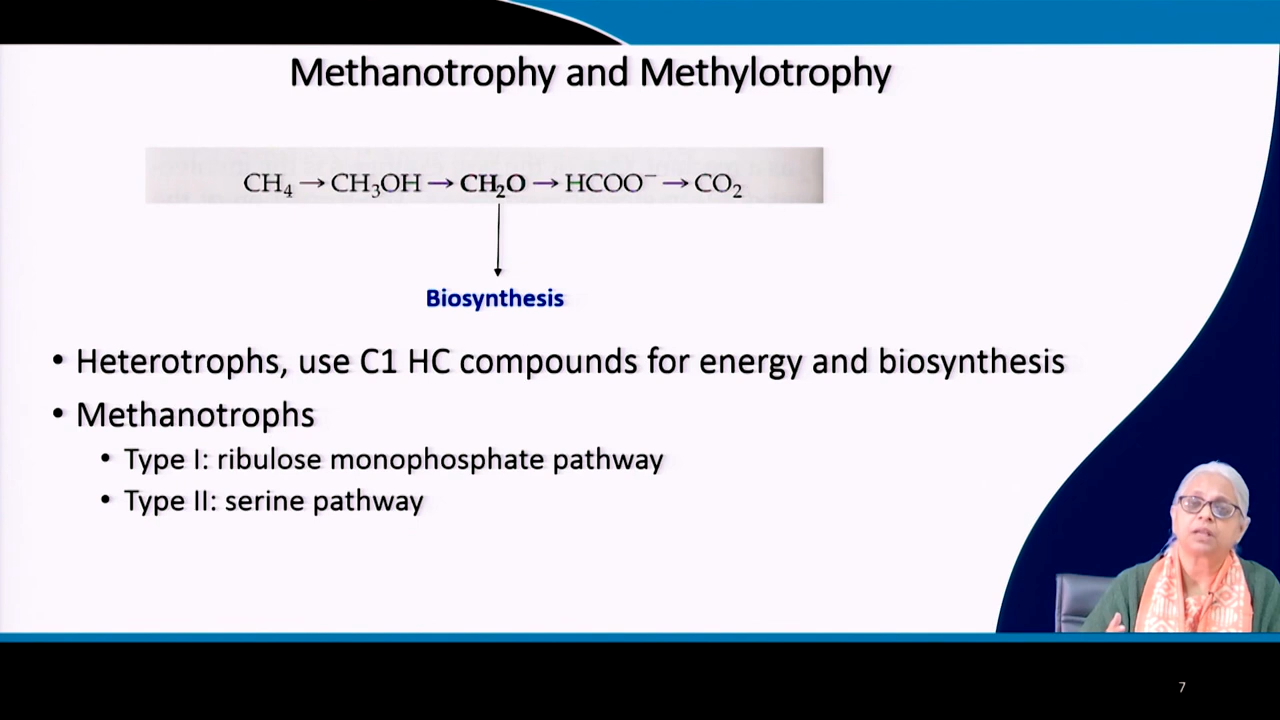 Methanotrophy and Methylotrophy
CH₄ → CH₃OH → CH₂O → HCOO⁻ → CO₂
Biosynthesis
• Heterotrophs, use C1 HC compounds for energy and biosynthesis
• Methanotrophs
• Type I: ribulose monophosphate pathway
• Type II: serine pathway
7